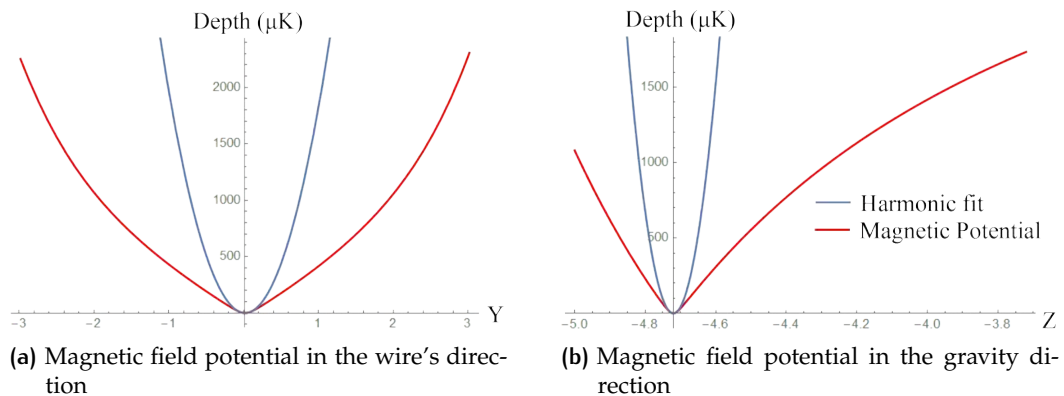 Depth (μK)
2000
1500
1000
500
-3 -2 -1 1 2 3 Y
(a) Magnetic field potential in the wire's direc-
tion
Depth (μK)
1500
1000
500
Harmonic fit
Magnetic Potential
-5.0 -4.8 -4.6 -4.4 -4.2 -4.0 -3.8 Z
(b) Magnetic field potential in the gravity di-
rection